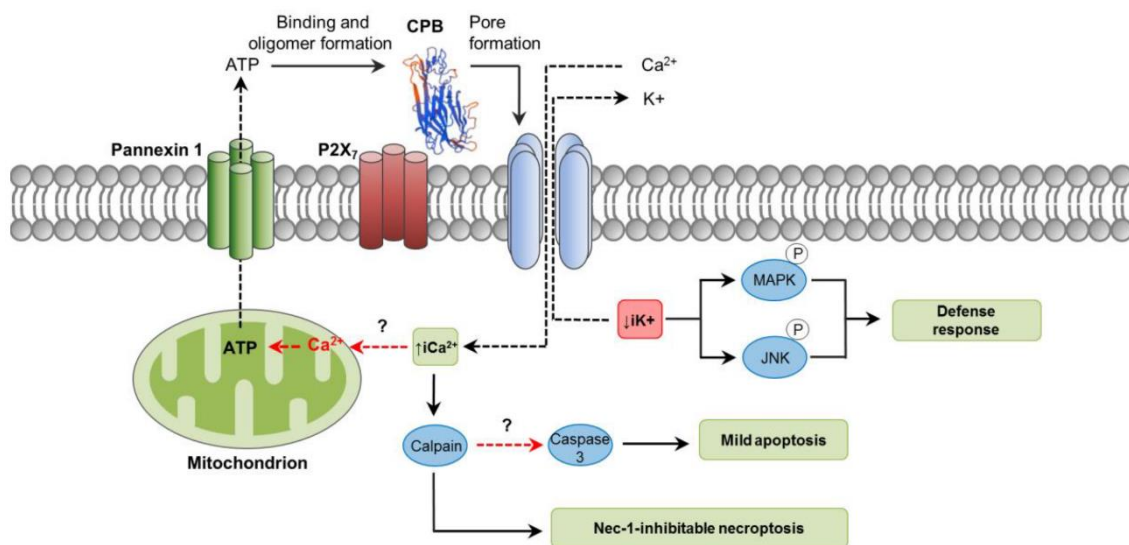 Binding and
oligomer formation
CPB
Pore
formation
ATP
Ca²⁺
K+
Pannexin 1
P2X₇
P
MAPK
↓iK+
Defense
response
P
JNK
?
ATP
Ca²⁺
↑iCa²⁺
?
Calpain
Caspase
3
Mild apoptosis
Mitochondrion
Nec-1-inhibitable necroptosis